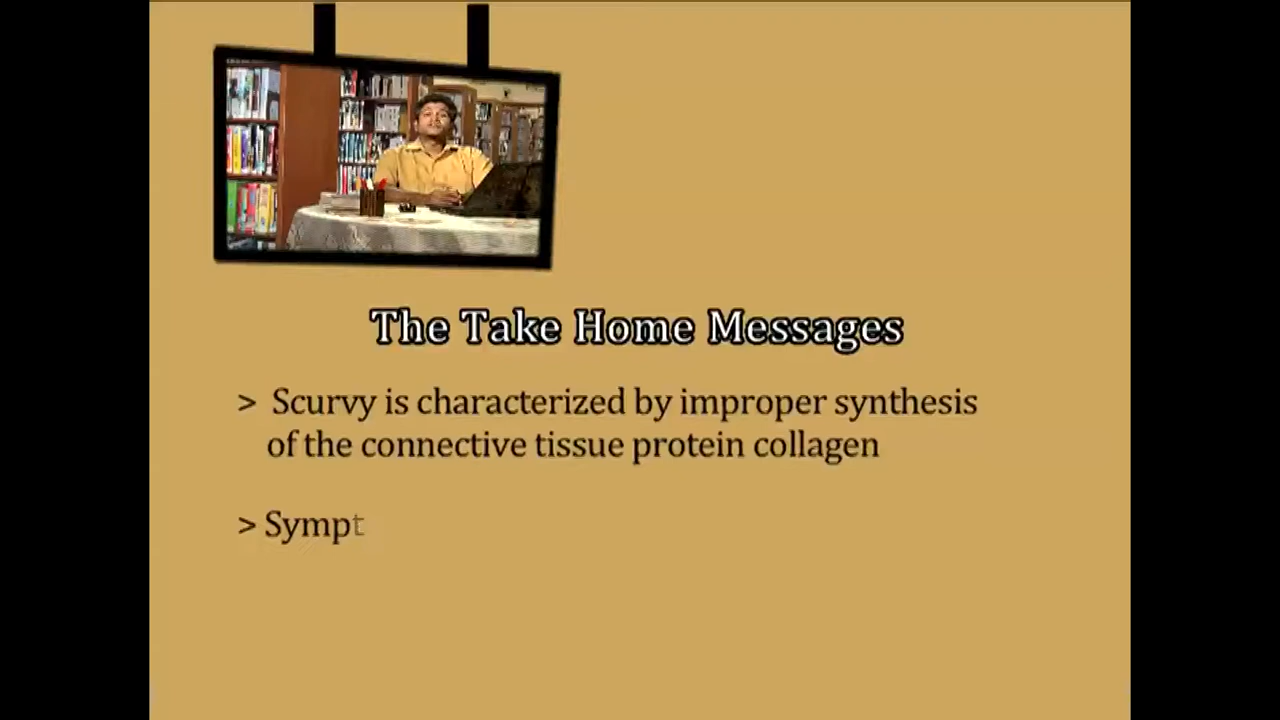 The Take Home Messages
> Scurvy is characterized by improper synthesis
of the connective tissue protein collagen
> Sympt